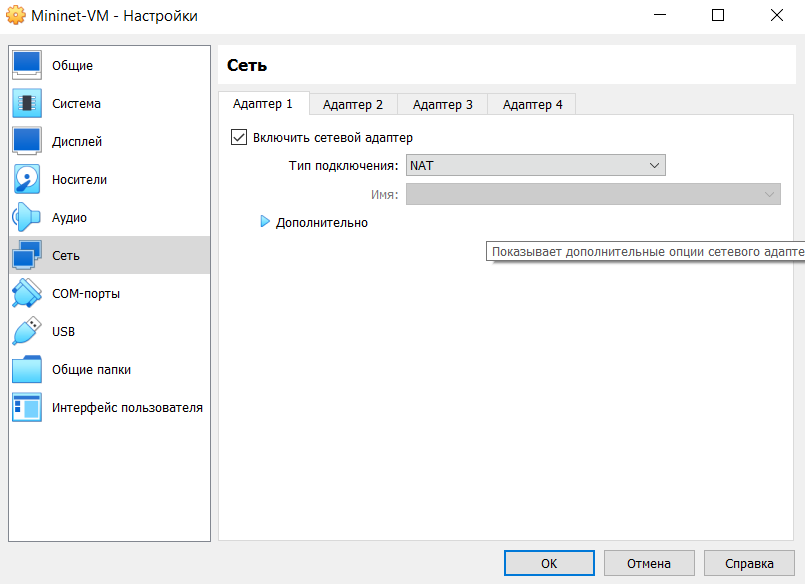 Mininet-VM - Настройки
Общие
Система
Дисплей
Носители
Аудио
Сеть
COM-порты
USB
Общие папки
Интерфейс пользователя
Сеть
Адаптер 1 Адаптер 2 Адаптер 3 Адаптер 4
Включить сетевой адаптер
Тип подключения: NAT
Имя:
Дополнительно
Показывает дополнительные опции сетевого адапте
ОК Отмена Справка